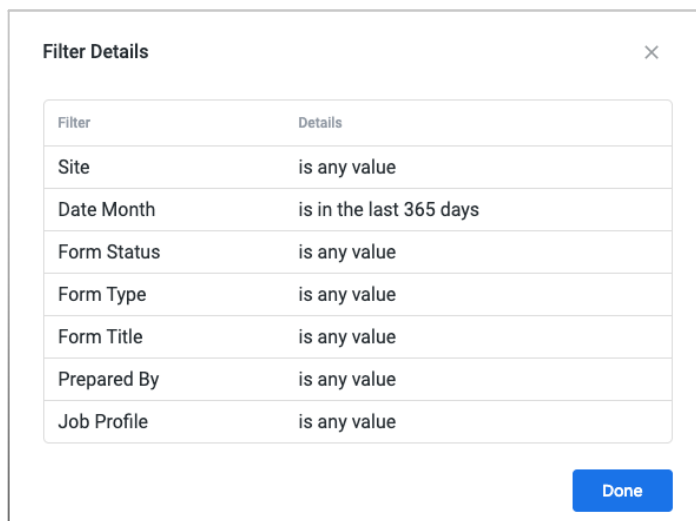 Filter Details
Filter Details
Site is any value
Date Month is in the last 365 days
Form Status is any value
Form Type is any value
Form Title is any value
Prepared By is any value
Job Profile is any value
Done